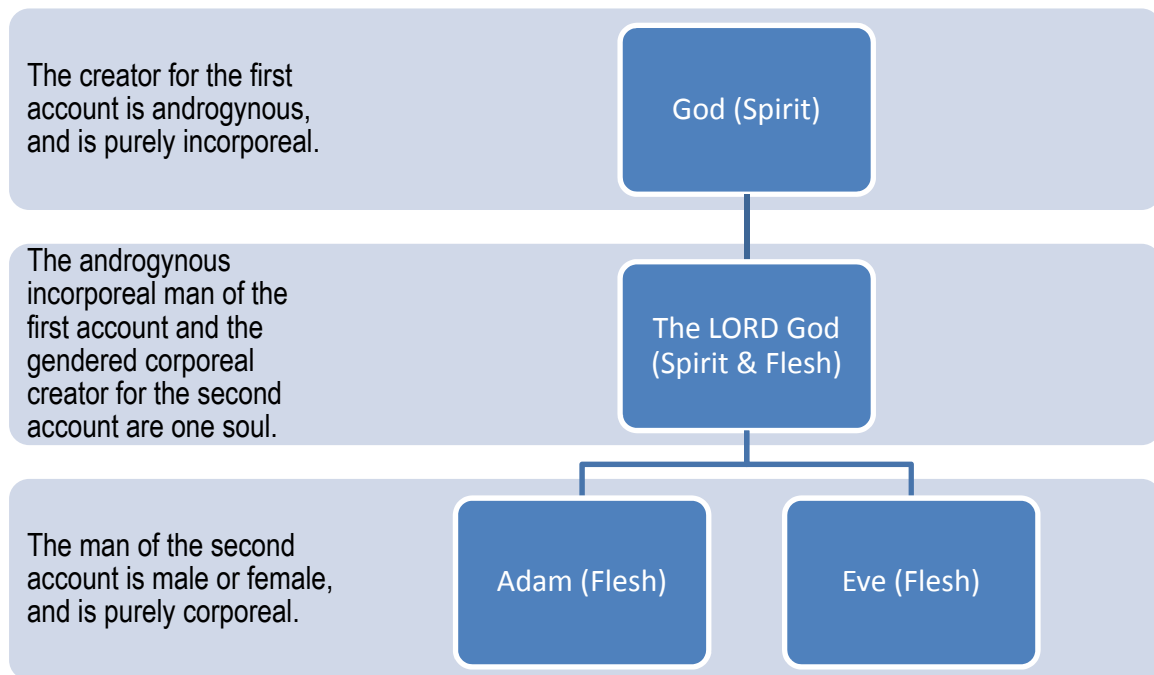 The creator for the first
account is androgynous,
and is purely incorporeal.
God (Spirit)
The androgynous
incorporeal man of the
first account and the
gendered corporeal
creator for the second
account are one soul.
The LORD God
(Spirit & Flesh)
The man of the second
account is male or female,
and is purely corporeal.
Adam (Flesh)
Eve (Flesh)